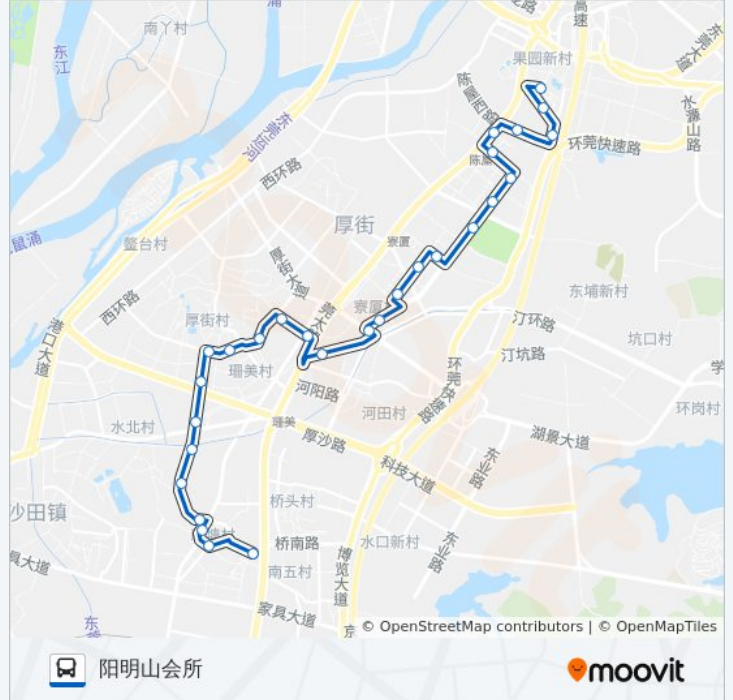 高速
南丫村
果园新村
东莞大道
东江
陈屋西路
水濂山路
东莞运河
环莞快速路
陈屋
西环路
厚街
寮厦
鳌台村
厚街大道
东埔新村
西环路
寮厦
厚街村
汀环路
港口大道
坑口村
汀坑路
珊美村
环莞快速路
河阳路
环岗村
河田村
水北村
珊美
厚沙路
湖景大道
科技大道
东业路
桥头村
沙田镇
桥南路
水口新村
东业路
南五村
博览大道
家具大道
© OpenStreetMap contributors | © OpenMapTiles
阳明山会所
moovit